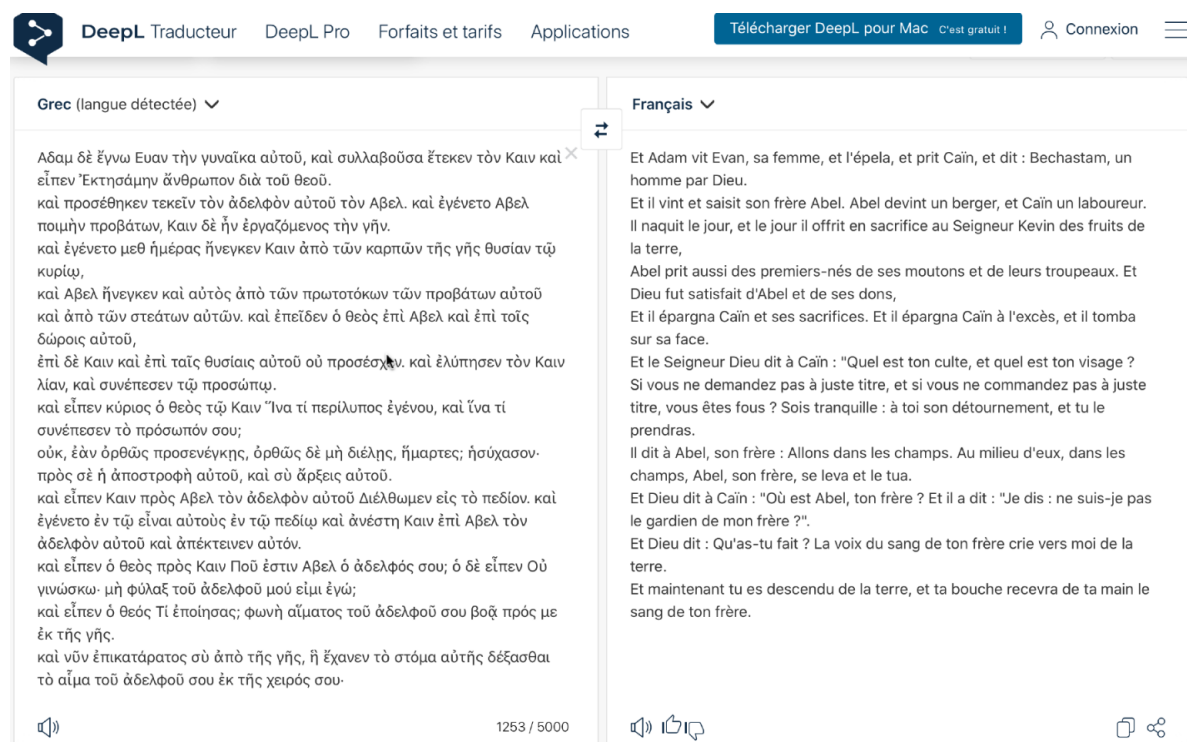 DeepL Traducteur DeepL Pro Forfaits et tarifs Applications Télécharger DeepL pour Mac C'est gratuit ! Connexion
Grec (langue détectée)
Αδαμ δὲ ἔγνω Ευαν τὴν γυναῖκα αὐτοῦ, καὶ συλλαβοῦσα ἔτεκεν τὸν Καιν καὶ
εἶπεν Ἐκτησάμην ἄνθρωπον διὰ τοῦ θεοῦ.
καὶ προσέθηκεν τεκεῖν τὸν ἀδελφὸν αὐτοῦ τὸν Αβελ. καὶ ἐγένετο Αβελ
ποιμὴν προβάτων, Καιν δὲ ἦν ἐργαζόμενος τὴν γῆν.
καὶ ἐγένετο μεθ ἡμέρας ἤνεγκεν Καιν ἀπὸ τῶν καρπῶν τῆς γῆς θυσίαν τῷ
κυρίῳ,
καὶ Αβελ ἤνεγκεν καὶ αὐτὸς ἀπὸ τῶν πρωτοτόκων τῶν προβάτων αὐτοῦ
καὶ ἀπὸ τῶν στεάτων αὐτῶν. καὶ ἐπεῖδεν ὁ θεὸς ἐπὶ Αβελ καὶ ἐπὶ τοῖς
δώροις αὐτοῦ,
ἐπὶ δὲ Καιν καὶ ἐπὶ ταῖς θυσίαις αὐτοῦ οὐ προσέσχεν. καὶ ἐλύπησεν τὸν Καιν
λίαν, καὶ συνέπεσεν τῷ προσώπῳ.
καὶ εἶπεν κύριος ὁ θεὸς τῷ Καιν Ἵνα τί περίλυπος ἐγένου, καὶ ἵνα τί
συνέπεσεν τὸ πρόσωπόν σου;
οὐκ, ἐὰν ὀρθῶς προσενέγκῃς, ὀρθῶς δὲ μὴ διέλῃς, ἥμαρτες; ἡσύχασον·
πρὸς σὲ ἡ ἀποστροφὴ αὐτοῦ, καὶ σὺ ἄρξεις αὐτοῦ.
καὶ εἶπεν Καιν πρὸς Αβελ τὸν ἀδελφὸν αὐτοῦ Διέλθωμεν εἰς τὸ πεδίον. καὶ
ἐγένετο ἐν τῷ εἶναι αὐτοὺς ἐν τῷ πεδίῳ καὶ ἀνέστη Καιν ἐπὶ Αβελ τὸν
ἀδελφὸν αὐτοῦ καὶ ἀπέκτεινεν αὐτόν.
καὶ εἶπεν ὁ θεὸς πρὸς Καιν Ποῦ ἐστιν Αβελ ὁ ἀδελφός σου; ὁ δὲ εἶπεν Οὐ
γινώσκω· μὴ φύλαξ τοῦ ἀδελφοῦ μού εἰμι ἐγώ;
καὶ εἶπεν ὁ θεός Τί ἐποίησας; φωνὴ αἵματος τοῦ ἀδελφοῦ σου βοᾷ πρός με
ἐκ τῆς γῆς.
καὶ νῦν ἐπικατάρατος σὺ ἀπὸ τῆς γῆς, ἣ ἔχανεν τὸ στόμα αὐτῆς δέξασθαι
τὸ αἷμα τοῦ ἀδελφοῦ σου ἐκ τῆς χειρός σου·
1253 / 5000
Français
Et Adam vit Evan, sa femme, et l'épela, et prit Caïn, et dit : Bechastam, un
homme par Dieu.
Et il vint et saisit son frère Abel. Abel devint un berger, et Caïn un laboureur.
Il naquit le jour, et le jour il offrit en sacrifice au Seigneur Kevin des fruits de
la terre,
Abel prit aussi des premiers-nés de ses moutons et de leurs troupeaux. Et
Dieu fut satisfait d'Abel et de ses dons,
Et il épargna Caïn et ses sacrifices. Et il épargna Caïn à l'excès, et il tomba
sur sa face.
Et le Seigneur Dieu dit à Caïn : "Quel est ton culte, et quel est ton visage ?
Si vous ne demandez pas à juste titre, et si vous ne commandez pas à juste
titre, vous êtes fous ? Sois tranquille : à toi son détournement, et tu le
prendras.
Il dit à Abel, son frère : Allons dans les champs. Au milieu d'eux, dans les
champs, Abel, son frère, se leva et le tua.
Et Dieu dit à Caïn : "Où est Abel, ton frère ? Et il a dit : "Je dis : ne suis-je pas
le gardien de mon frère ?".
Et Dieu dit : Qu'as-tu fait ? La voix du sang de ton frère crie vers moi de la
terre.
Et maintenant tu es descendu de la terre, et ta bouche recevra de ta main le
sang de ton frère.